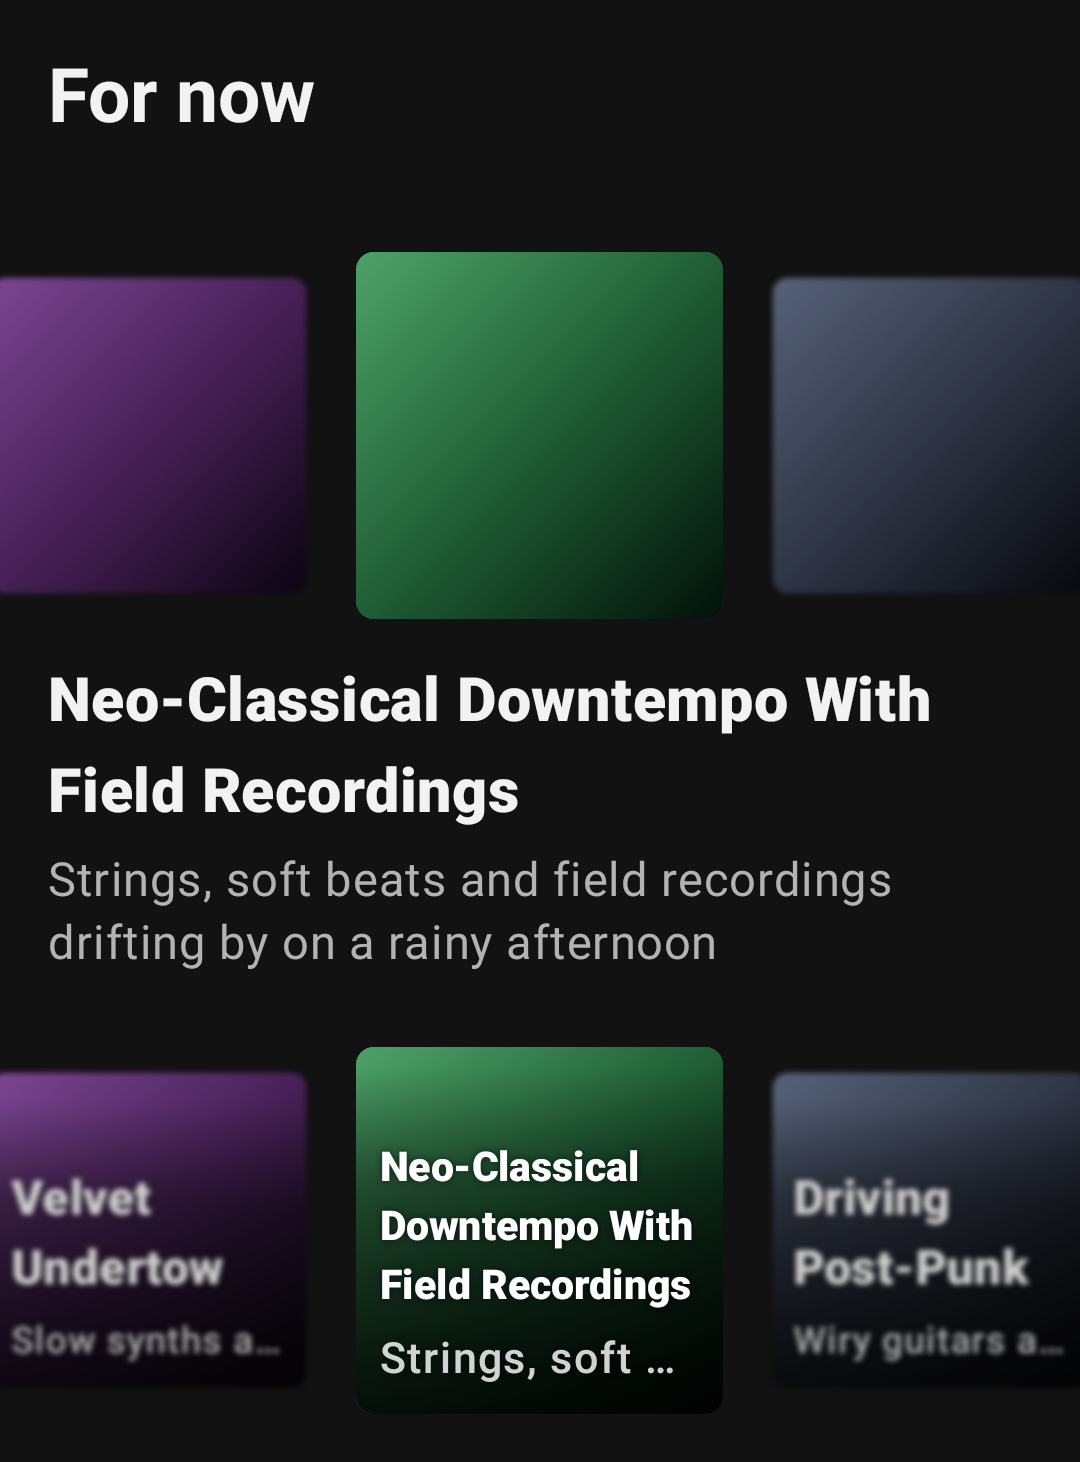 For now
Neo-Classical Downtempo With
Field Recordings
Strings, soft beats and field recordings
drifting by on a rainy afternoon
Velvet
Undertow
Slow synths a…
Neo-Classical
Downtempo With
Field Recordings
Strings, soft …
Driving
Post-Punk
Wiry guitars a…